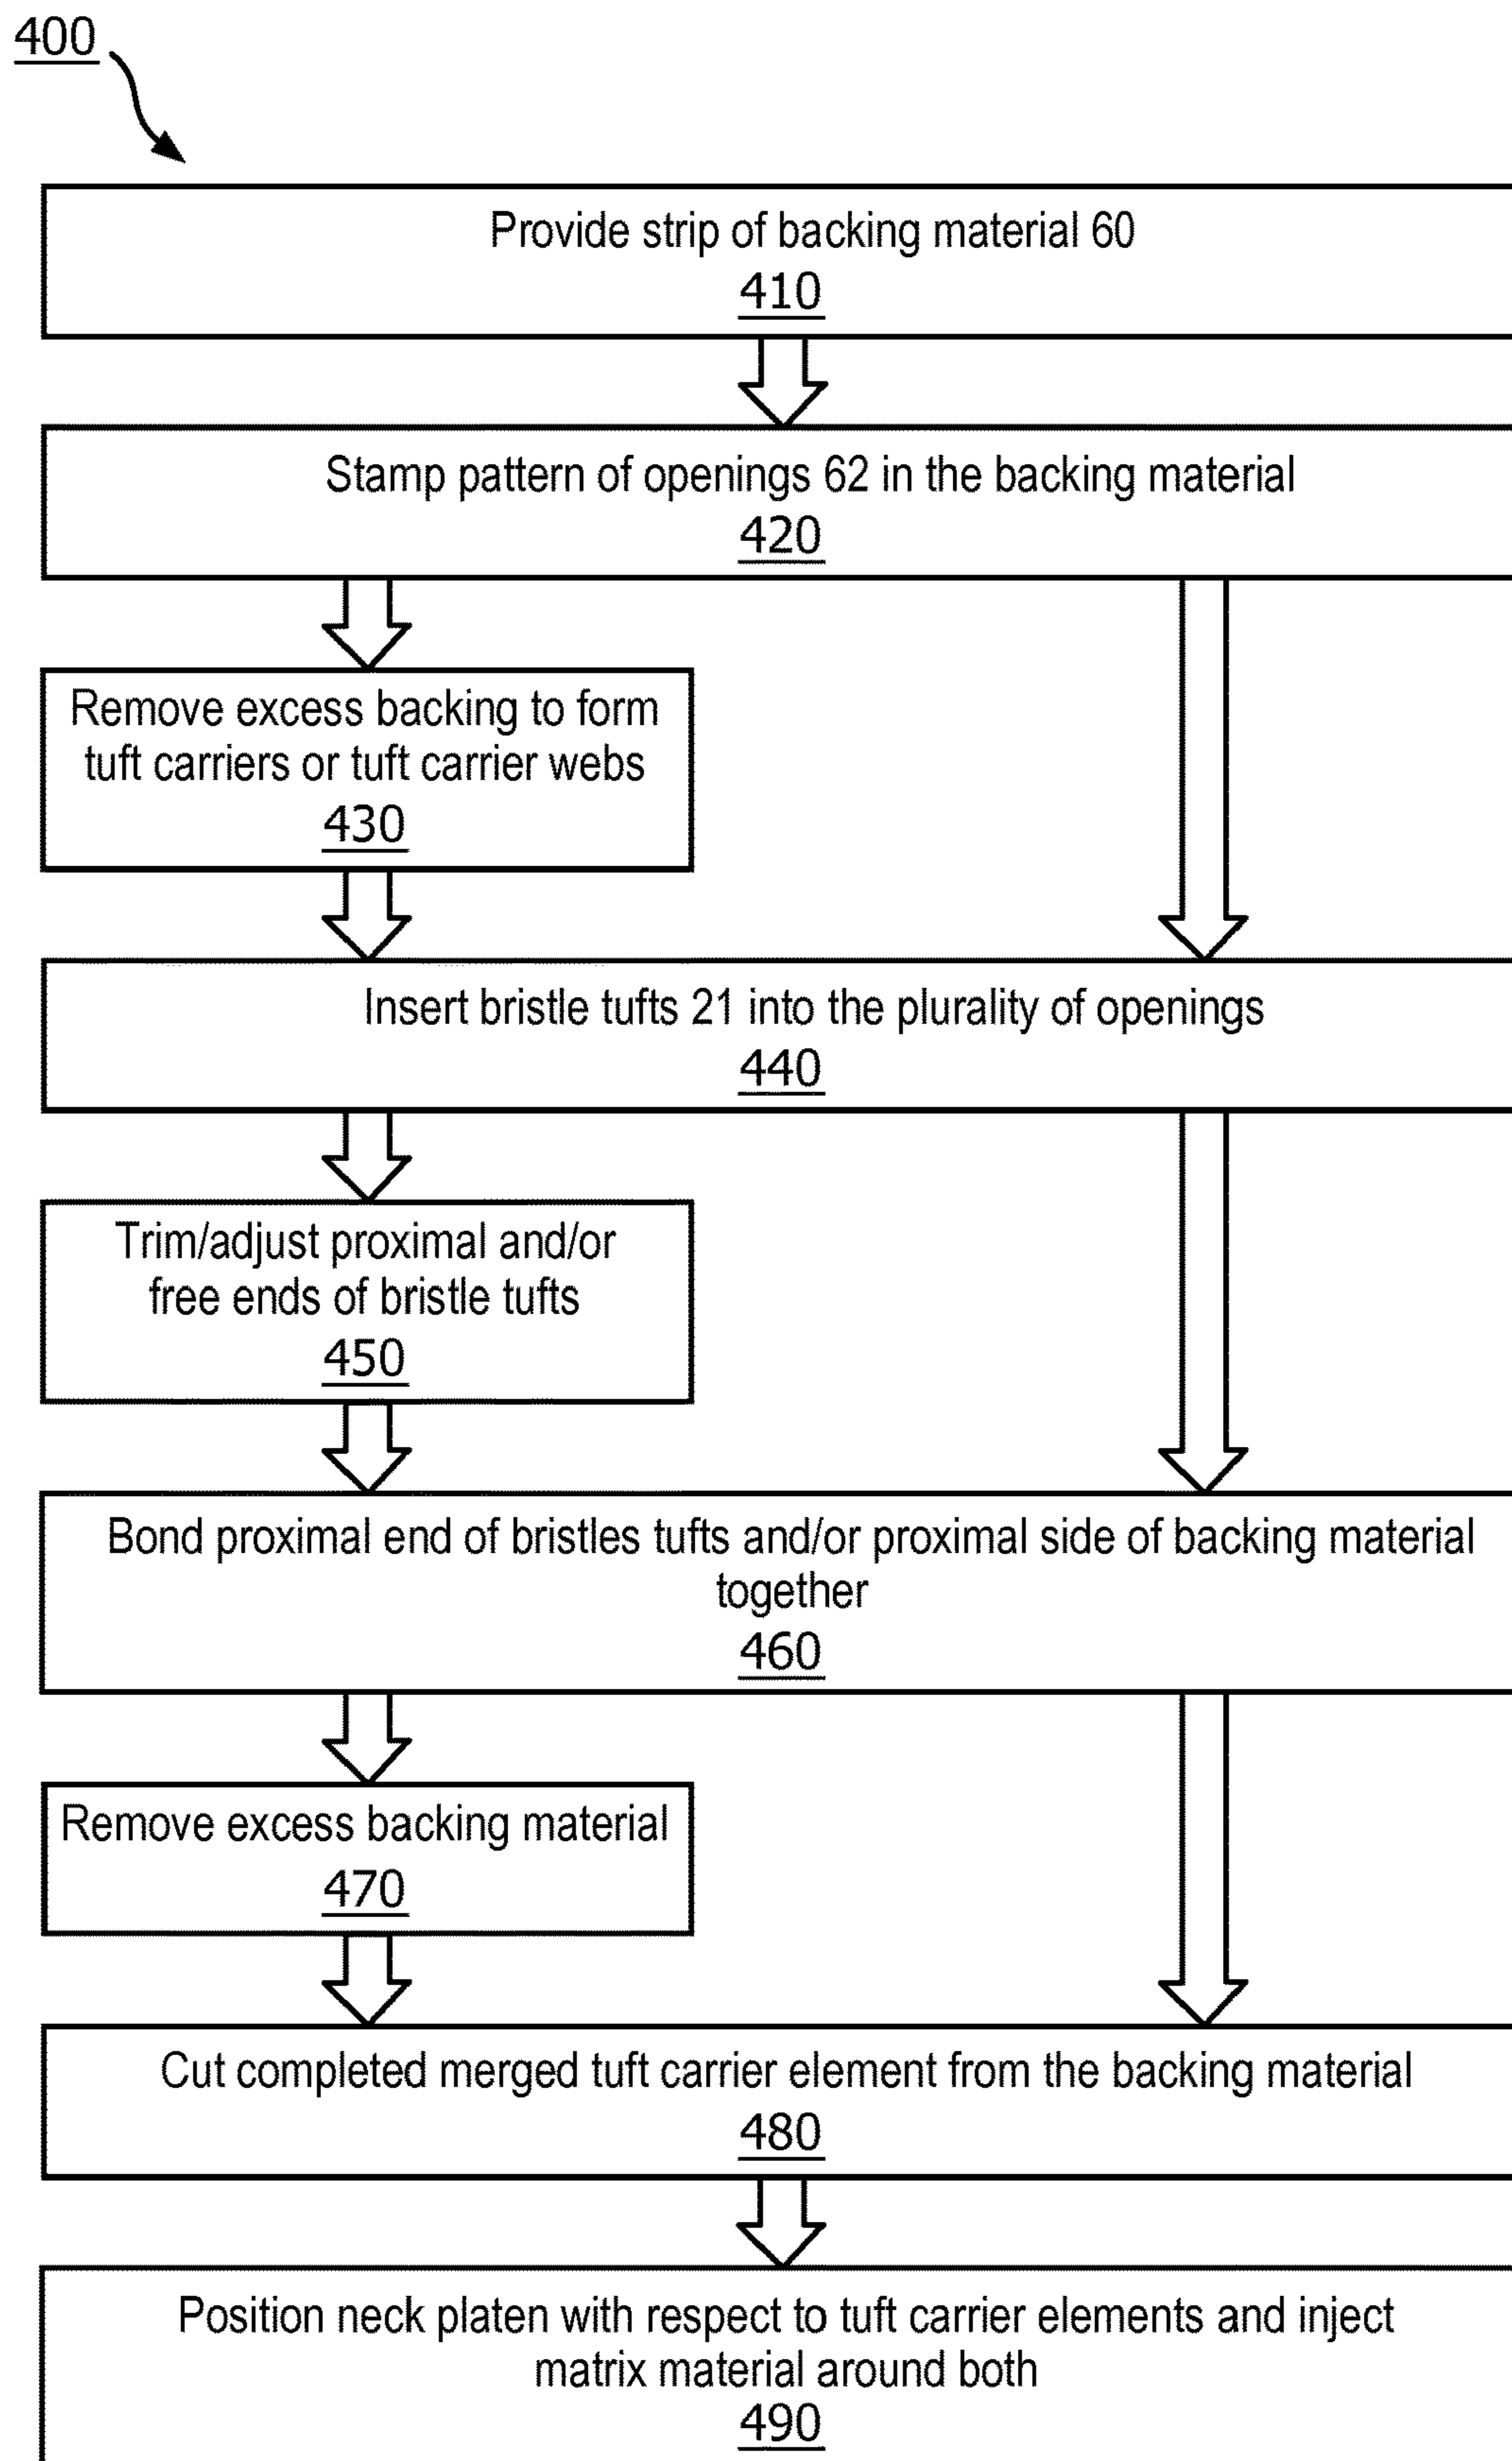 400
Provide strip of backing material 60
410
Stamp pattern of openings 62 in the backing material
420
Remove excess backing to form
tuft carriers or tuft carrier webs
430
Insert bristle tufts 21 into the plurality of openings
440
Trim/adjust proximal and/or
free ends of bristle tufts
450
Bond proximal end of bristles tufts and/or proximal side of backing material
together
460
Remove excess backing material
470
Cut completed merged tuft carrier element from the backing material
480
Position neck platen with respect to tuft carrier elements and inject
matrix material around both
490